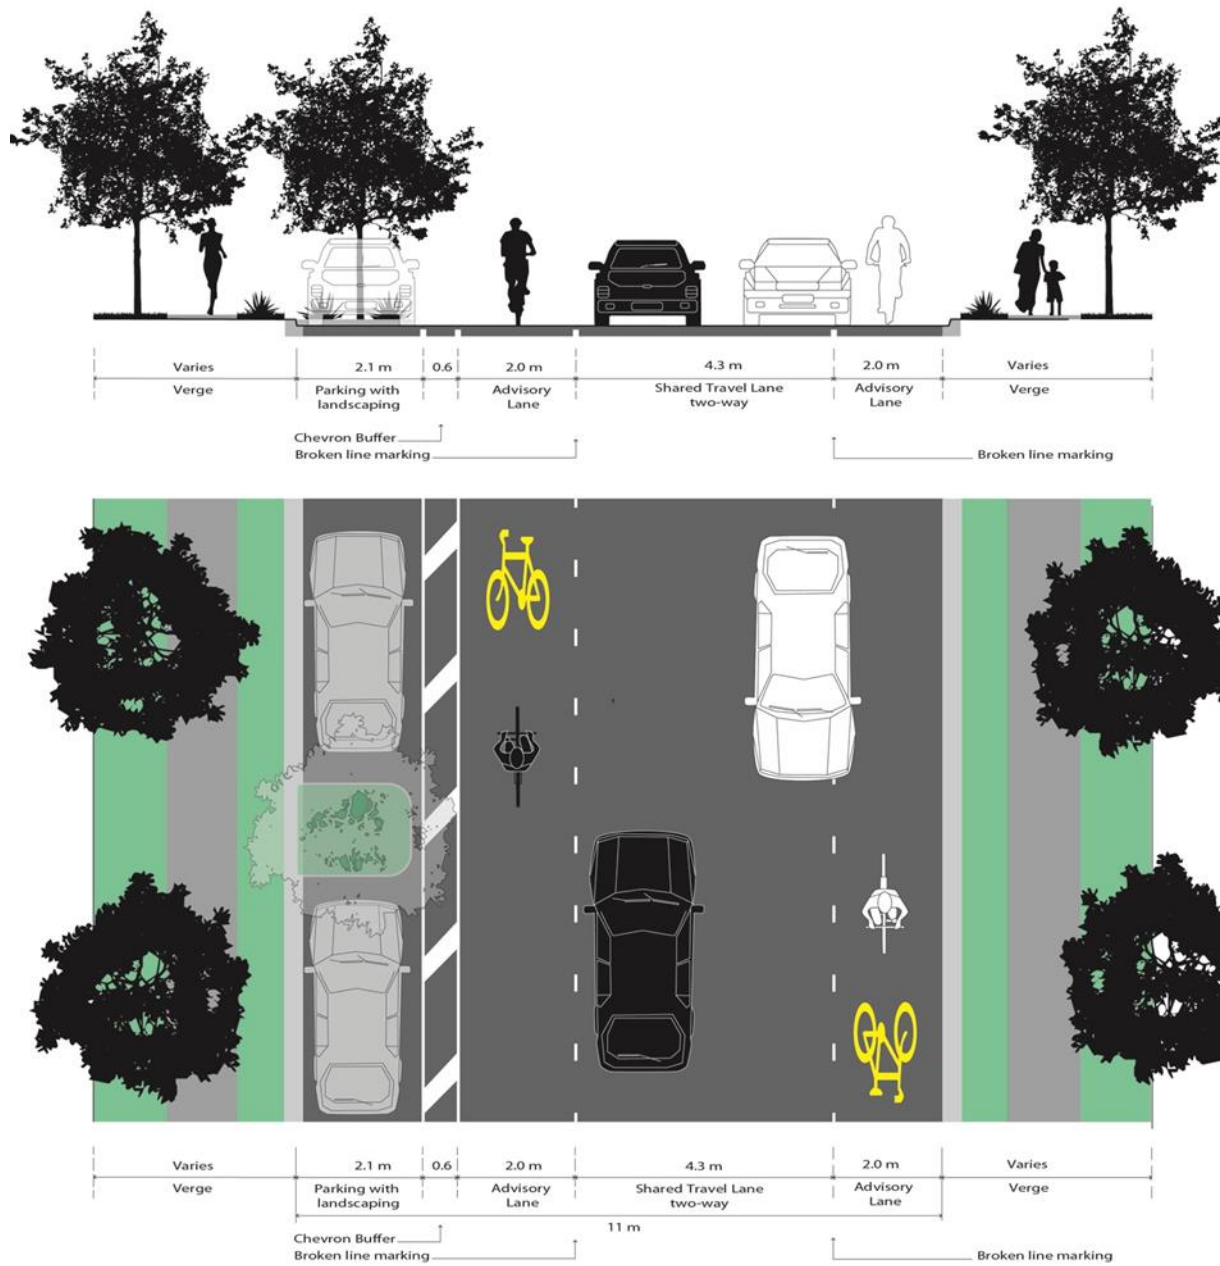 Varies 2.1 m 0.6 2.0 m 4.3 m 2.0 m Varies
Verge Parking with Advisory Shared Travel Lane Advisory Verge
landscaping Lane two-way Lane
Chevron Buffer
Broken line marking Broken line marking
Varies 2.1 m 0.6 2.0 m 4.3 m 2.0 m Varies
Verge Parking with Advisory Shared Travel Lane Advisory Verge
landscaping Lane two-way Lane
11 m
Chevron Buffer
Broken line marking Broken line marking